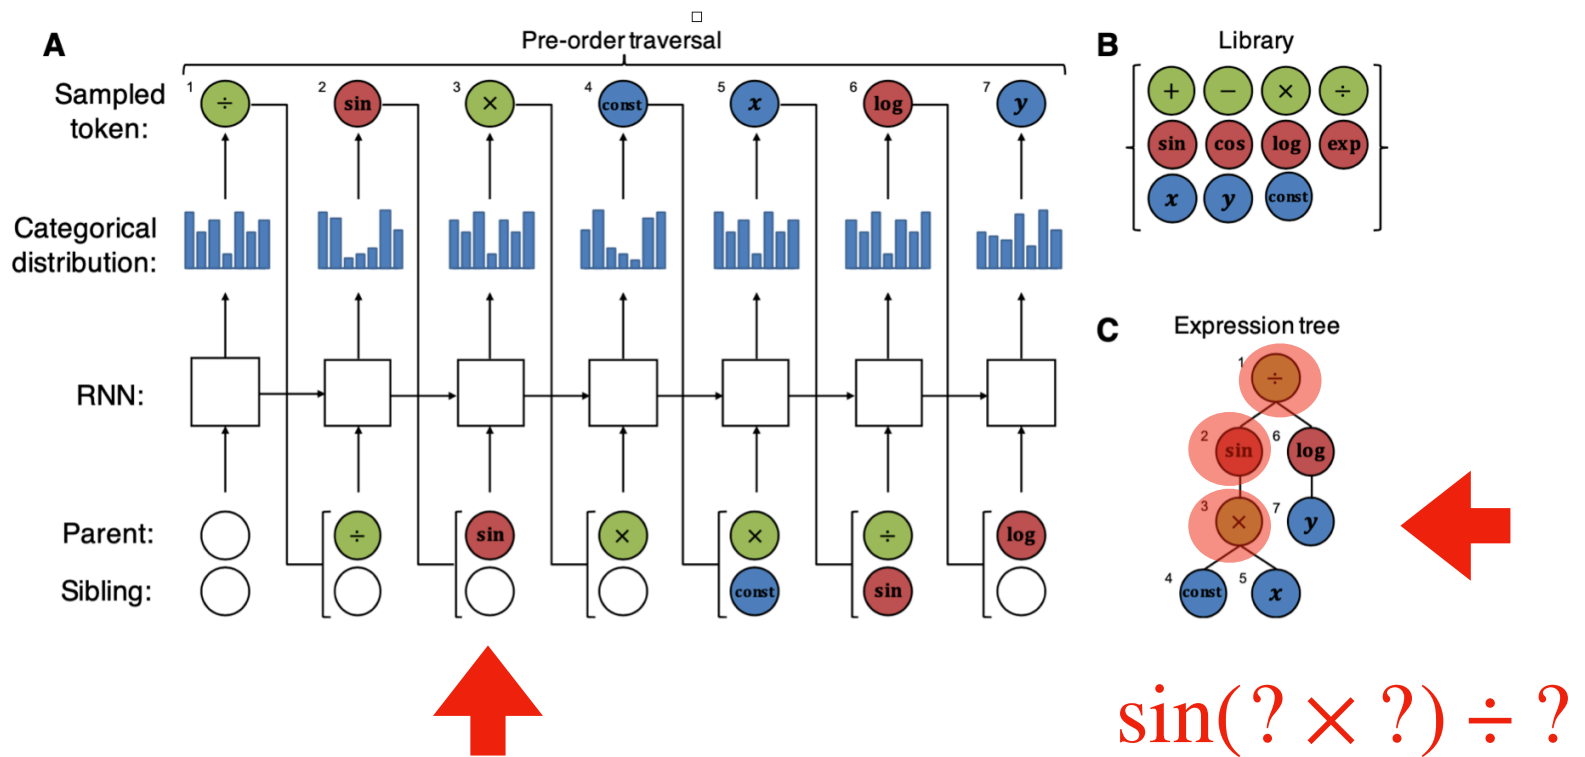 A
Pre-order traversal
Sampled token:
1 ÷ 2 sin 3 × 4 const 5 x 6 log 7 y
Categorical distribution:
RNN:
Parent: ÷ sin × × ÷ log
Sibling: const sin
B
Library
+ − × ÷
sin cos log exp
x y const
C
Expression tree
1 ÷
2 sin 6 log
3 × 7 y
4 const 5 x
sin(? × ?) ÷ ?